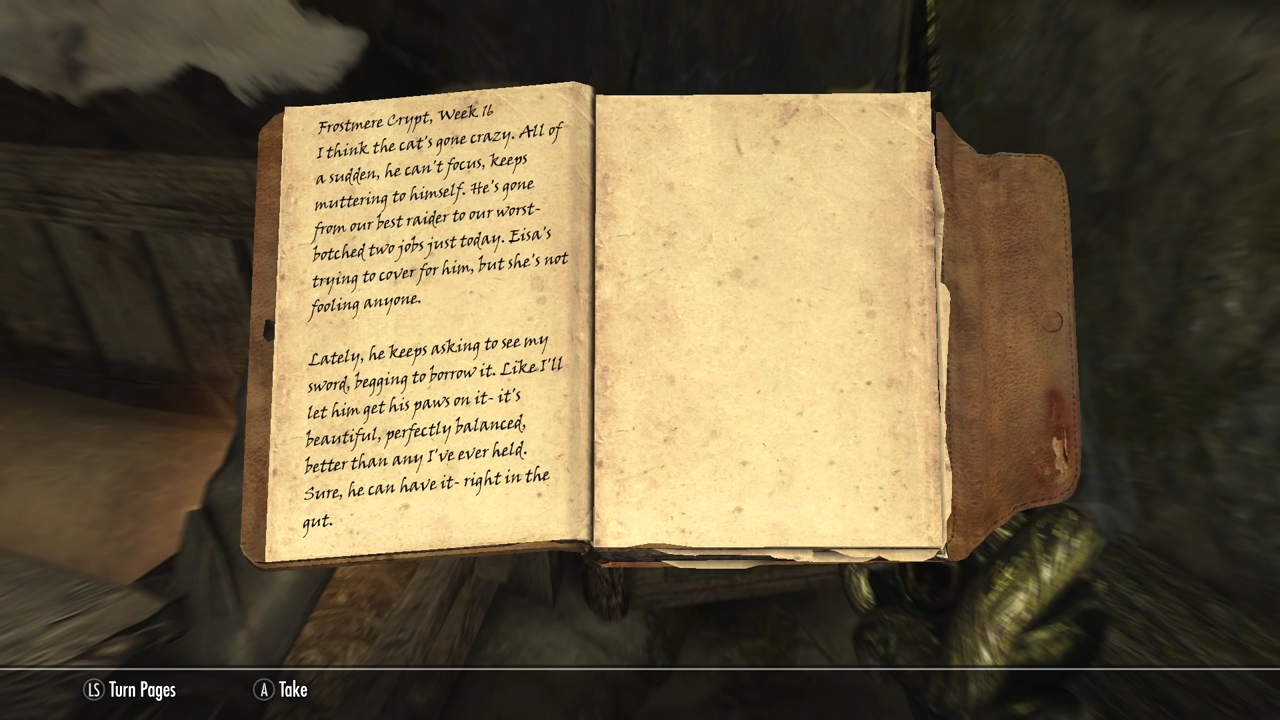 Frostmere Crypt, Week 16
I think the cat's gone crazy. All of
a sudden, he can't focus, keeps
muttering to himself. He's gone
from our best raider to our worst-
botched two jobs just today. Eisa's
trying to cover for him, but she's not
fooling anyone.
Lately, he keeps asking to see my
sword, begging to borrow it. Like I'll
let him get his paws on it- it's
beautiful, perfectly balanced,
better than any I've ever held.
Sure, he can have it- right in the
gut.
LS Turn Pages A Take